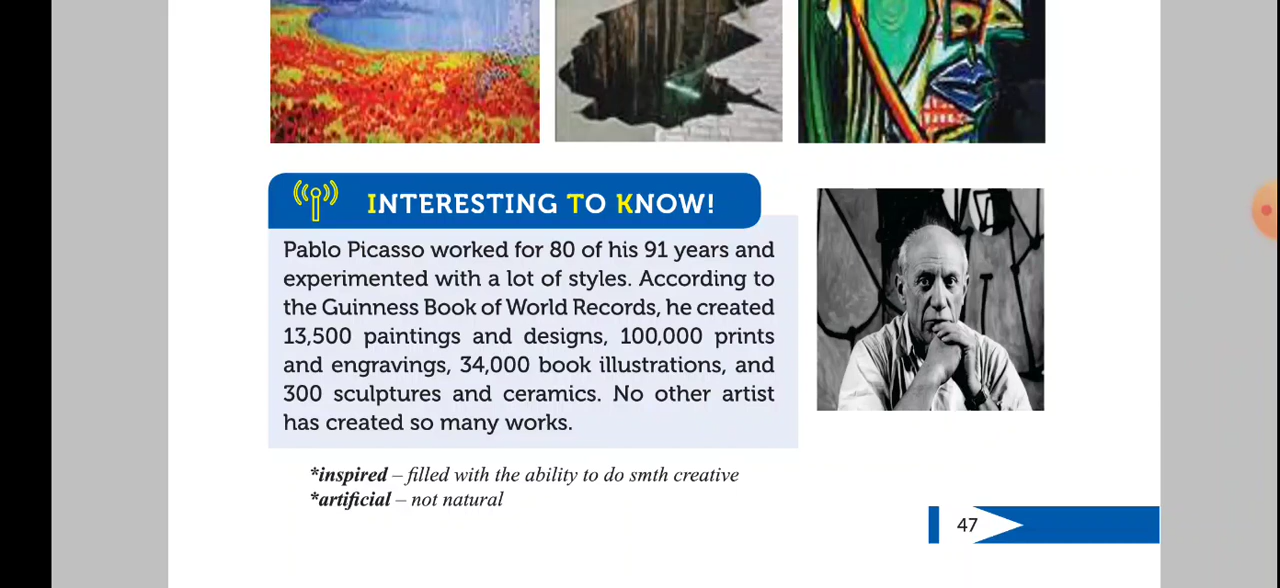 INTERESTING TO KNOW!
Pablo Picasso worked for 80 of his 91 years and
experimented with a lot of styles. According to
the Guinness Book of World Records, he created
13,500 paintings and designs, 100,000 prints
and engravings, 34,000 book illustrations, and
300 sculptures and ceramics. No other artist
has created so many works.
*inspired – filled with the ability to do smth creative
*artificial – not natural
47